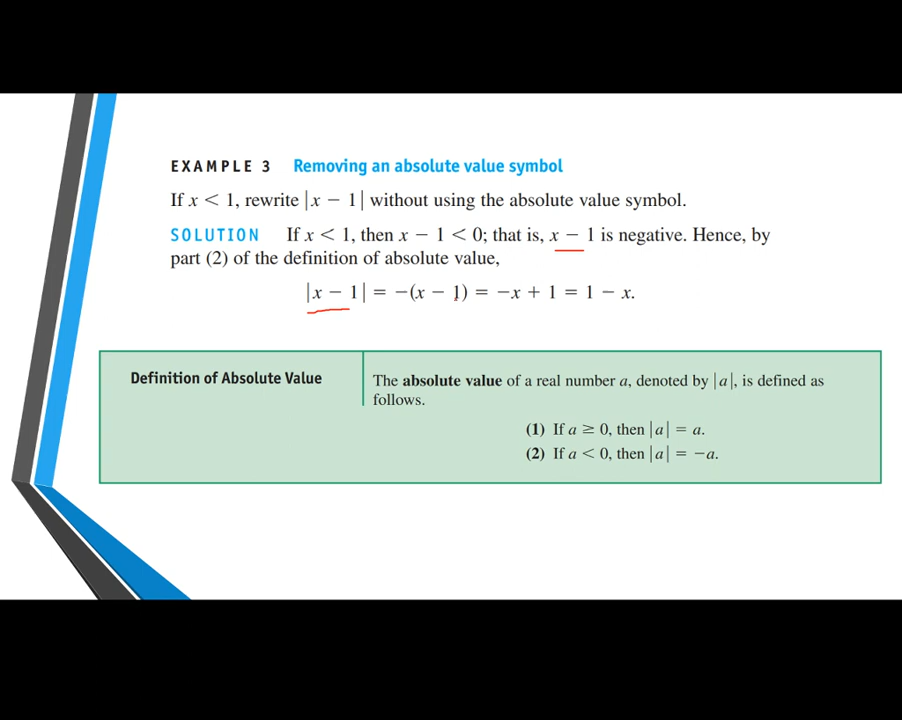 EXAMPLE 3 Removing an absolute value symbol
If x < 1, rewrite |x − 1| without using the absolute value symbol.
SOLUTION If x < 1, then x − 1 < 0; that is, x − 1 is negative. Hence, by
part (2) of the definition of absolute value,
|x − 1| = −(x − 1) = −x + 1 = 1 − x.
Definition of Absolute Value
The absolute value of a real number a, denoted by |a|, is defined as
follows.
(1) If a ≥ 0, then |a| = a.
(2) If a < 0, then |a| = −a.